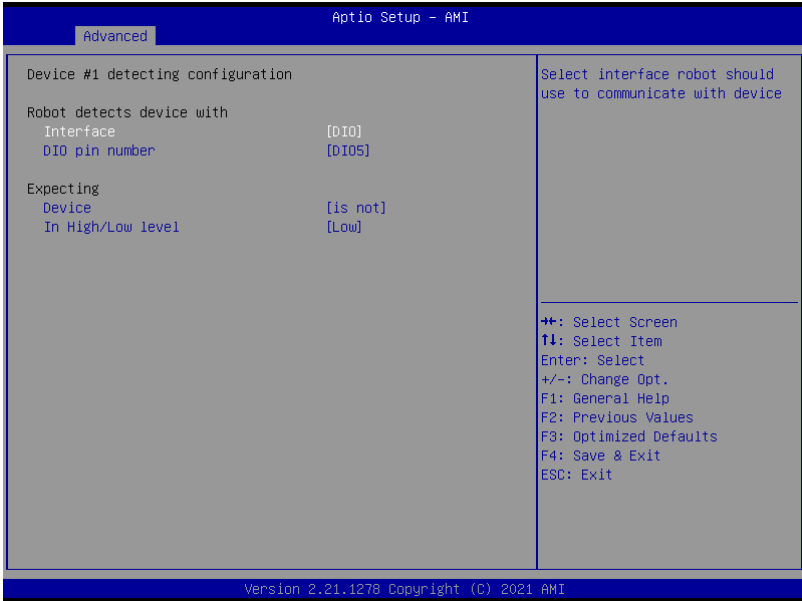 Aptio Setup – AMI
Advanced
Device #1 detecting configuration
Robot detects device with
Interface [DIO]
DIO pin number [DIO5]
Expecting
Device [is not]
In High/Low level [Low]
Select interface robot should
use to communicate with device
→←: Select Screen
↑↓: Select Item
Enter: Select
+/-: Change Opt.
F1: General Help
F2: Previous Values
F3: Optimized Defaults
F4: Save & Exit
ESC: Exit
Version 2.21.1278 Copyright (C) 2021 AMI